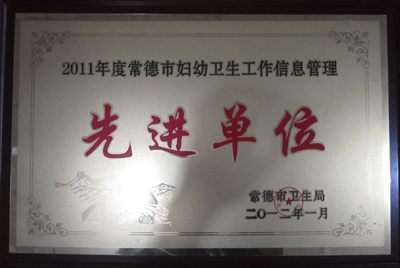 2011年度常德市妇幼卫生工作信息管理
先进单位
常德市卫生局
二〇一二年一月